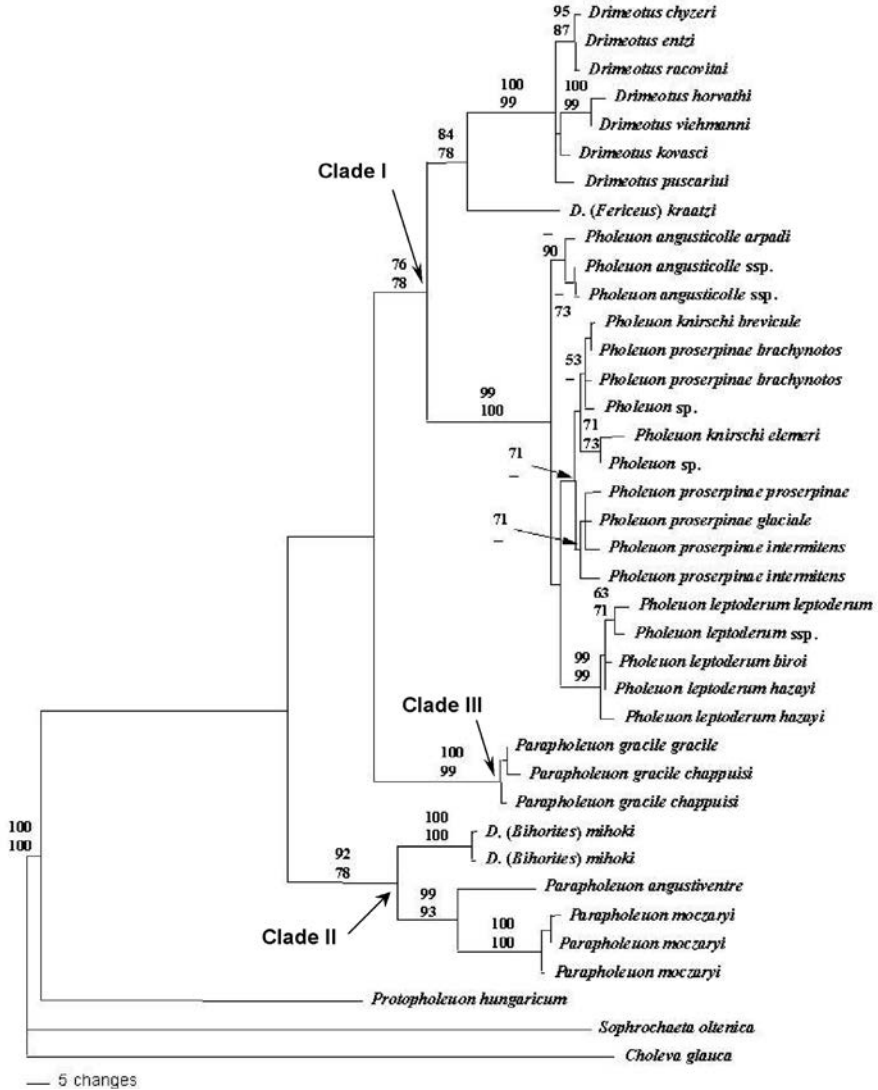 95
87
Drimeotus chyzeri
Drimeotus entzi
Drimeotus racovitai
100
99
100
99
Drimeotus horvathi
Drimeotus viehmanni
84
78
Drimeotus kovasci
Clade I
Drimeotus puscariui
D. (Fericeus) kraatzi
–
90
Pholeuon angusticolle arpadi
76
78
Pholeuon angusticolle ssp.
–
73
Pholeuon angusticolle ssp.
Pholeuon knirschi brevicule
Pholeuon proserpinae brachynotos
53
–
Pholeuon proserpinae brachynotos
99
100
Pholeuon sp.
71
73
Pholeuon knirschi elemeri
71
–
Pholeuon sp.
Pholeuon proserpinae proserpinae
71
–
Pholeuon proserpinae glaciale
Pholeuon proserpinae intermitens
Pholeuon proserpinae intermitens
63
71
Pholeuon leptoderum leptoderum
Pholeuon leptoderum ssp.
99
99
Pholeuon leptoderum biroi
Pholeuon leptoderum hazayi
Clade III
Pholeuon leptoderum hazayi
100
99
Parapholeuon gracile gracile
Parapholeuon gracile chappuisi
Parapholeuon gracile chappuisi
100
100
100
100
D. (Bihorites) mihoki
D. (Bihorites) mihoki
92
78
99
93
Parapholeuon angustiventre
Clade II
100
100
Parapholeuon moczaryi
Parapholeuon moczaryi
Parapholeuon moczaryi
Protopholeuon hungaricum
Sophrochaeta oltenica
Choleva glauca
5 changes